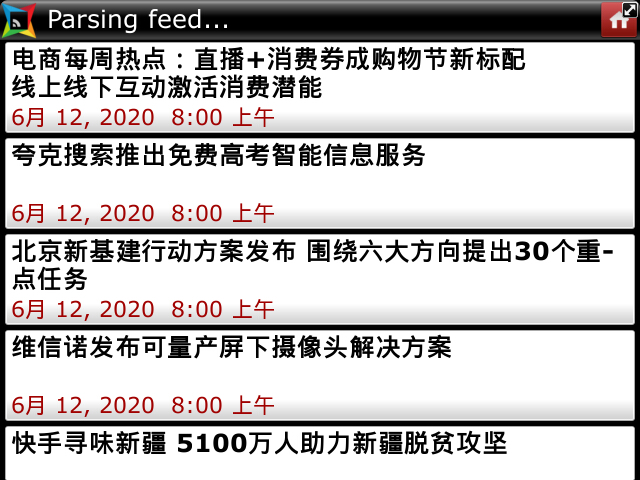 Parsing feed...
电商每周热点：直播+消费券成购物节新标配
线上线下互动激活消费潜能
6月 12, 2020 8:00 上午
夸克搜索推出免费高考智能信息服务
6月 12, 2020 8:00 上午
北京新基建行动方案发布 围绕六大方向提出30个重-
点任务
6月 12, 2020 8:00 上午
维信诺发布可量产屏下摄像头解决方案
6月 12, 2020 8:00 上午
快手寻味新疆 5100万人助力新疆脱贫攻坚